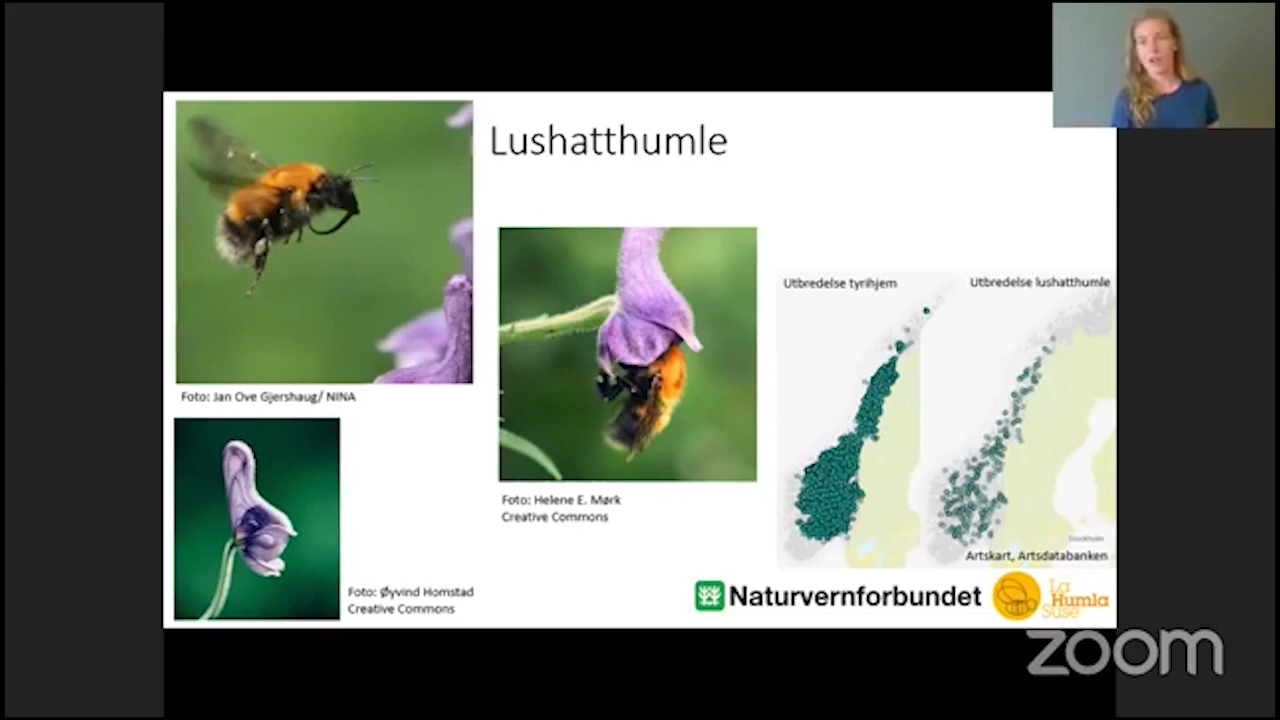 Lushatthumle
Foto: Jan Ove Gjershaug/ NINA
Foto: Helene E. Mørk
Creative Commons
Foto: Øyvind Homstad
Creative Commons
Utbredelse tyrihjem
Utbredelse lushatthumle
Stockholm
Artskart, Artsdatabanken
Naturvernforbundet
La
Humla
Suse
zoom